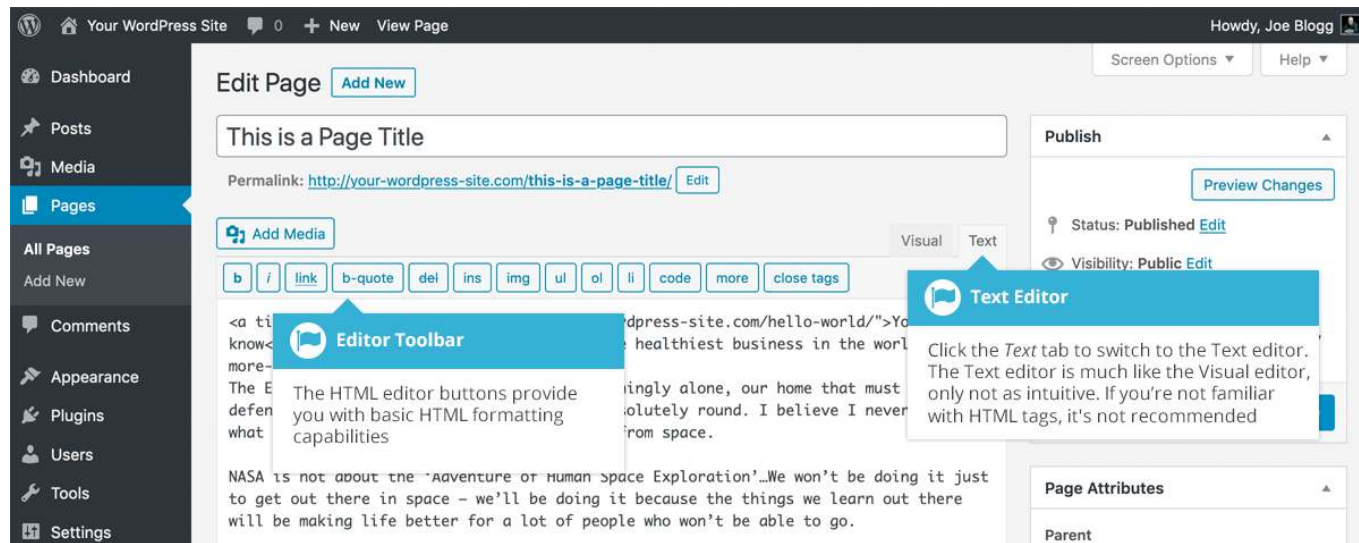 Your WordPress Site 0 + New View Page Howdy, Joe Blogg
Screen Options ▼ Help ▼
Dashboard
Posts
Media
Pages
All Pages
Add New
Comments
Appearance
Plugins
Users
Tools
Settings
Edit Page Add New
This is a Page Title
Permalink: http://your-wordpress-site.com/this-is-a-page-title/ Edit
Add Media
Visual Text
b i link b-quote del ins img ul ol li code more close tags
<a ti dpress-site.com/hello-world/">Yo
know< healthiest business in the worl
more-
The E ingly alone, our home that must
defen solutely round. I believe I never
what from space.
NASA is not about the ‘Adventure of Human Space Exploration’…We won’t be doing it just
to get out there in space – we’ll be doing it because the things we learn out there
will be making life better for a lot of people who won’t be able to go.
Editor Toolbar
The HTML editor buttons provide
you with basic HTML formatting
capabilities
Text Editor
Click the Text tab to switch to the Text editor.
The Text editor is much like the Visual editor,
only not as intuitive. If you’re not familiar
with HTML tags, it's not recommended
Publish
Preview Changes
Status: Published Edit
Visibility: Public Edit
Page Attributes
Parent